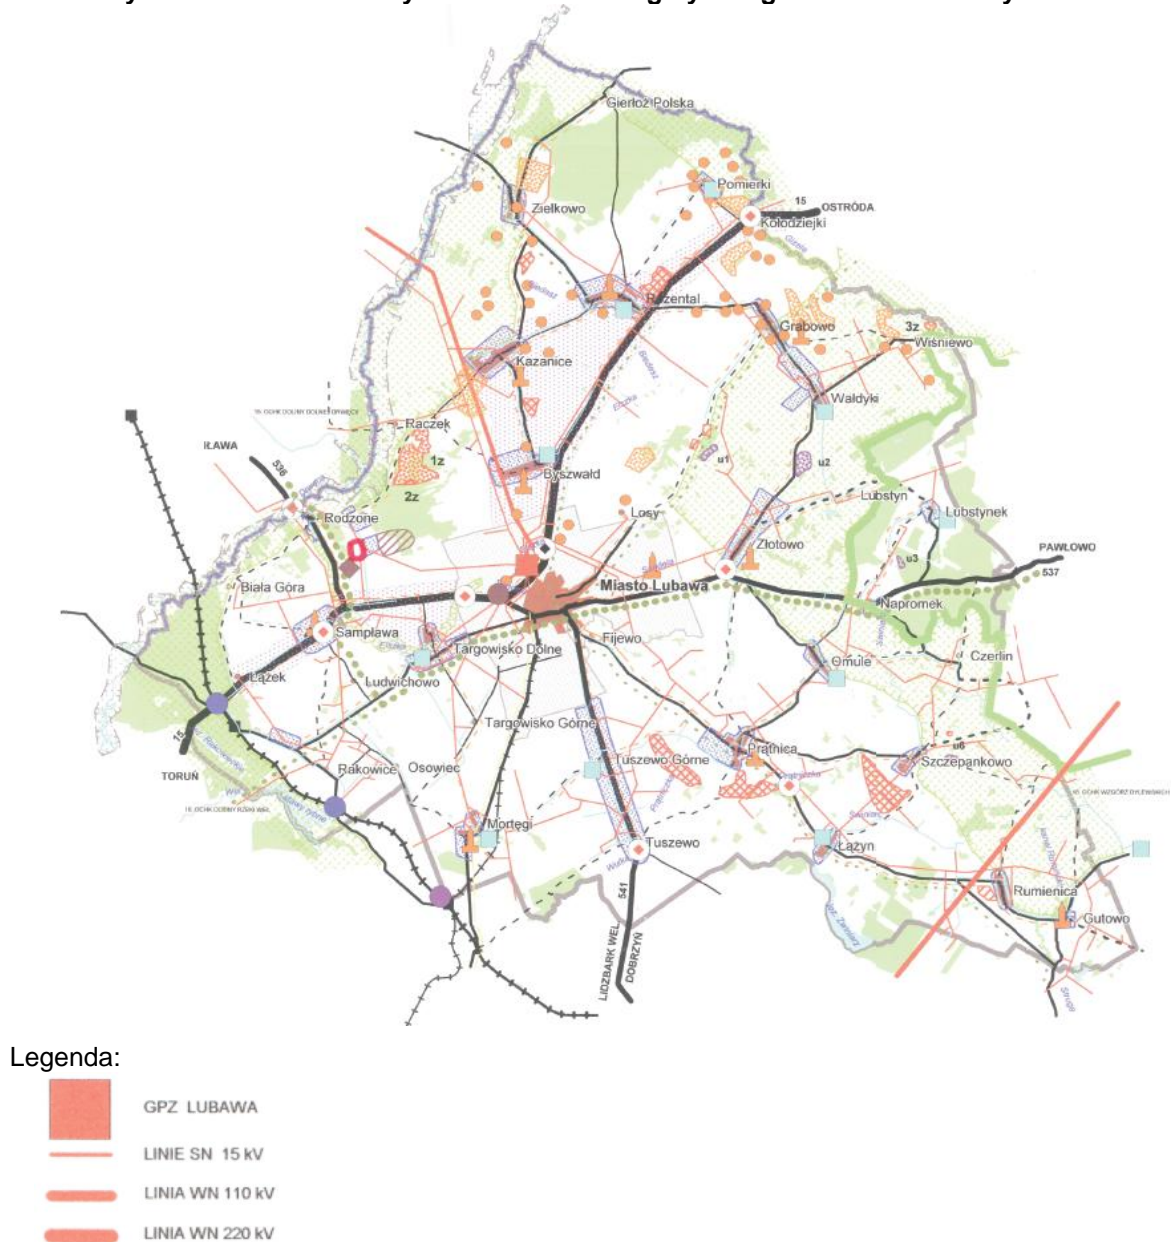 Gierłoż Polska
Pomierki
15
OSTRÓDA
Zielkowo
Kołodziejki
Gizela
Rozental
Grabowo
3z
Wiśniewo
Kazanice
Wałdyki
Raczek
IŁAWA
1z
536
2z
Byszwałd
u1
u2
Lubstyn
Rodzone
Losy
Lubstynek
Złotowo
u3
PAWŁOWO
Biała Góra
Miasto Lubawa
537
Napromek
Sampława
Fijewo
Targowisko Dolne
Omule
Czerlin
Łążek
Ludwichowo
Targowisko Górne
15
TORUŃ
Rakowice
Osowiec
Tuszewo Górne
Prątnica
u6
Szczepankowo
Mortęgi
Tuszewo
Łążyn
541
Rumienica
Gutowo
LIDZBARK WEL
DOBRZYŃ
Struga
Legenda:
GPZ LUBAWA
LINIE SN 15 kV
LINIA WN 110 kV
LINIA WN 220 kV